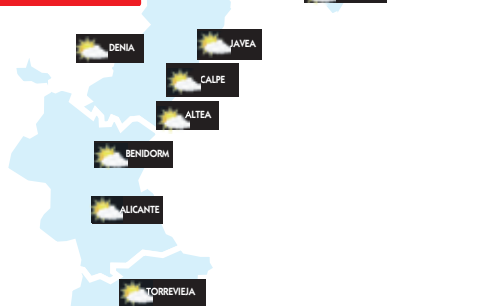 DENIA
JAVEA
CALPE
ALTEA
BENIDORM
ALICANTE
TORREVIEJA